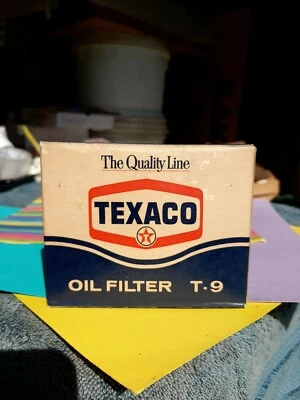 The Quality Line
TEXACO
T
OIL FILTER T-9